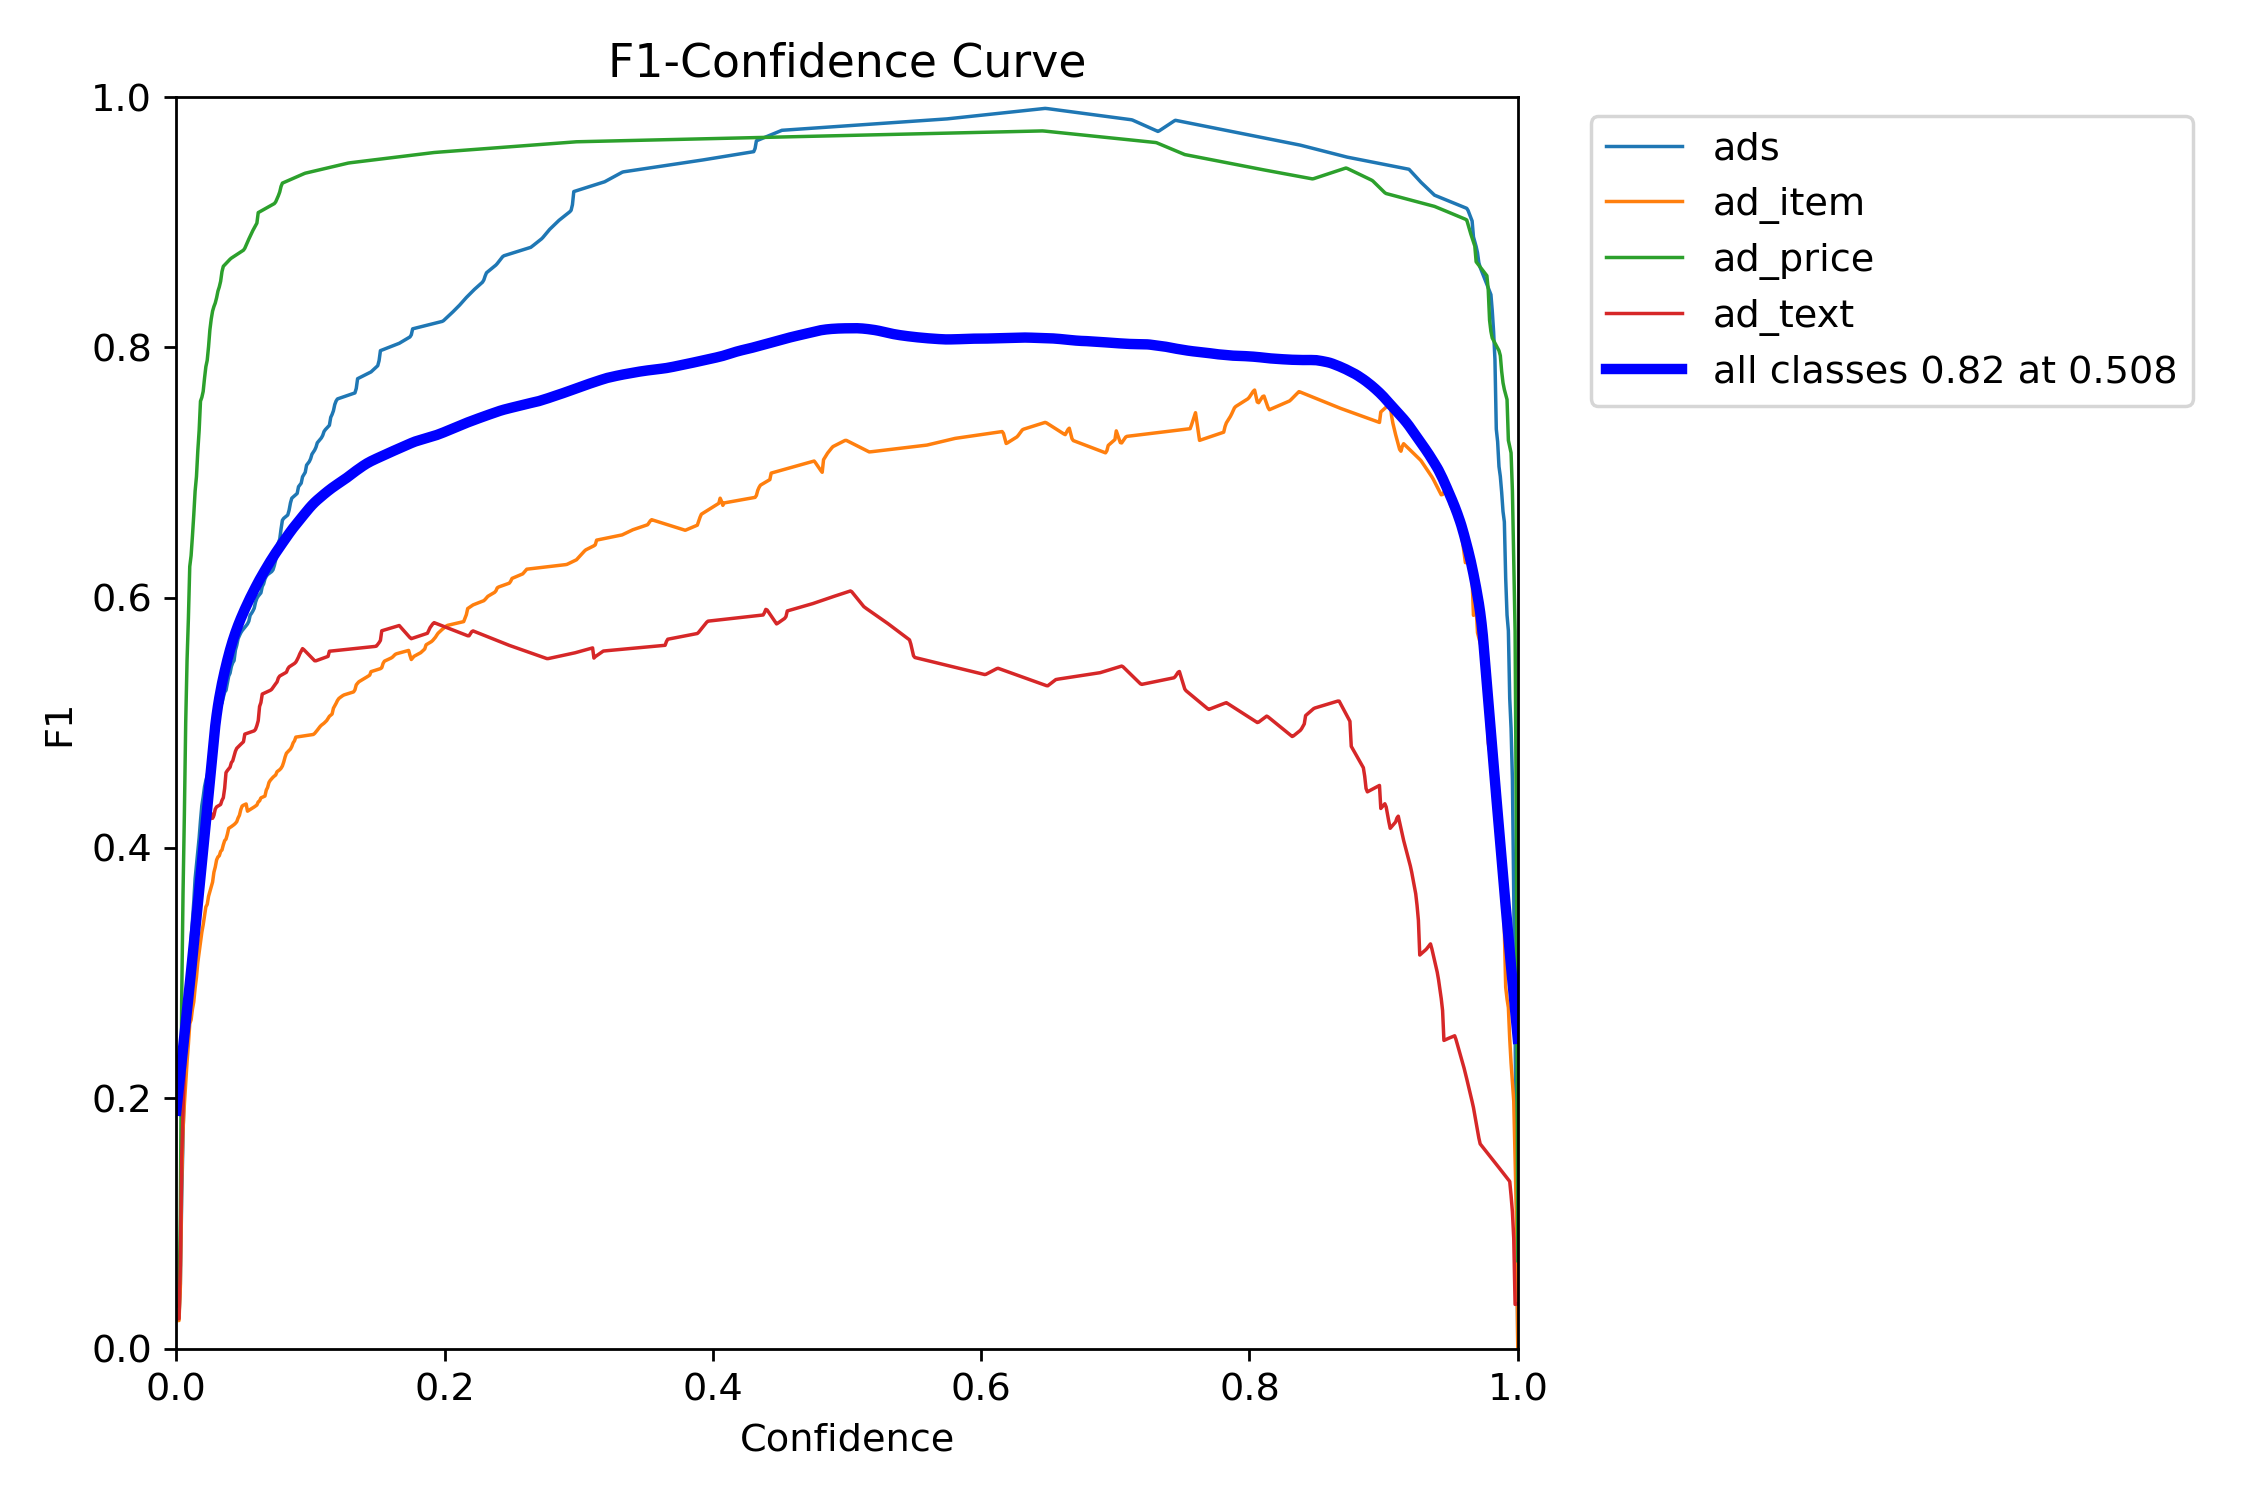 F1-Confidence Curve
1.0
0.8
0.6
0.4
0.2
0.0
F1
0.0 0.2 0.4 0.6 0.8 1.0
Confidence
ads
ad_item
ad_price
ad_text
all classes 0.82 at 0.508